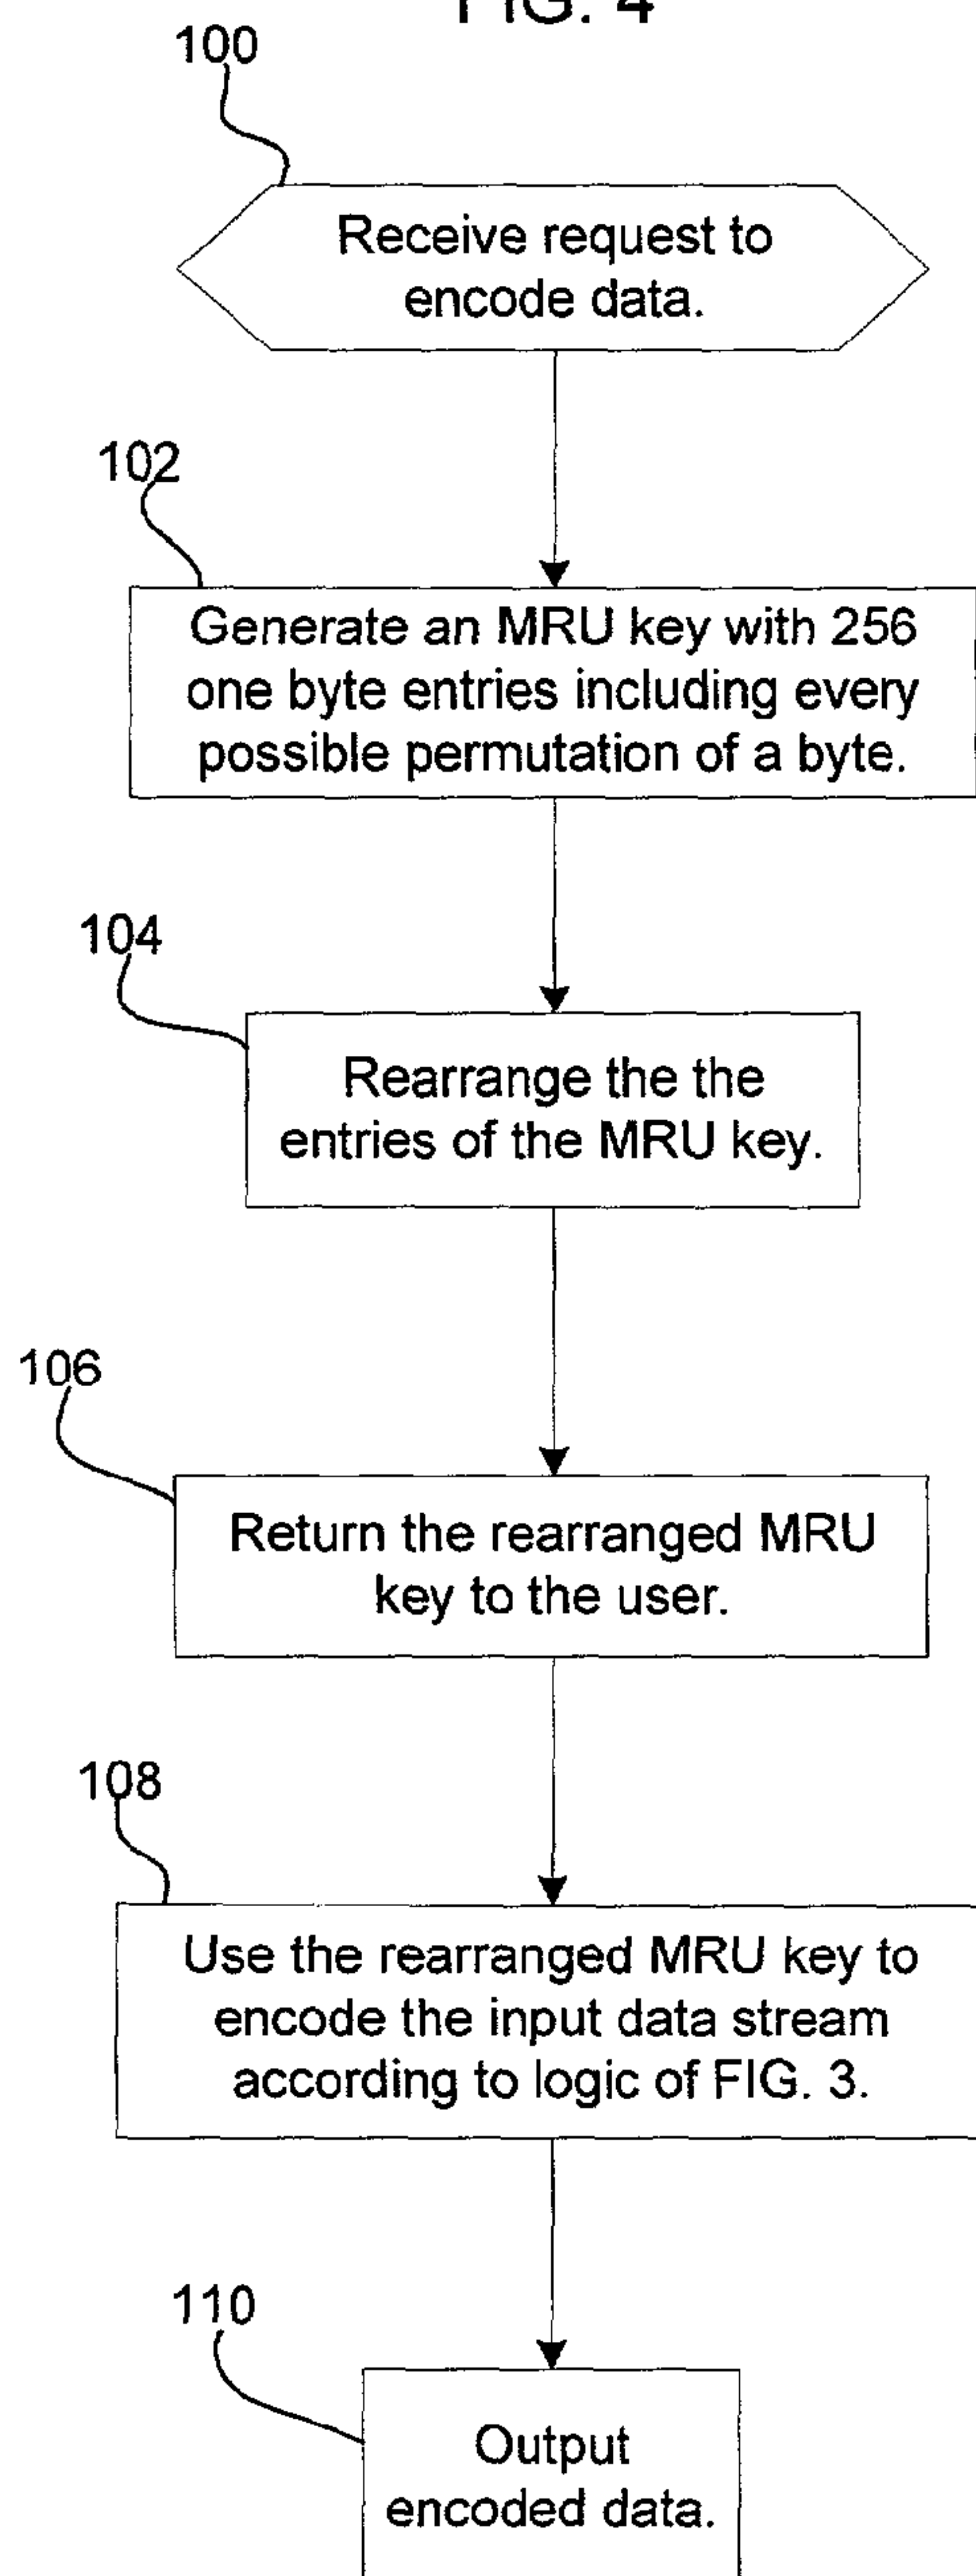 FIG. 4
100
Receive request to
encode data.
102
Generate an MRU key with 256
one byte entries including every
possible permutation of a byte.
104
Rearrange the the
entries of the MRU key.
106
Return the rearranged MRU
key to the user.
108
Use the rearranged MRU key to
encode the input data stream
according to logic of FIG. 3.
110
Output
encoded data.